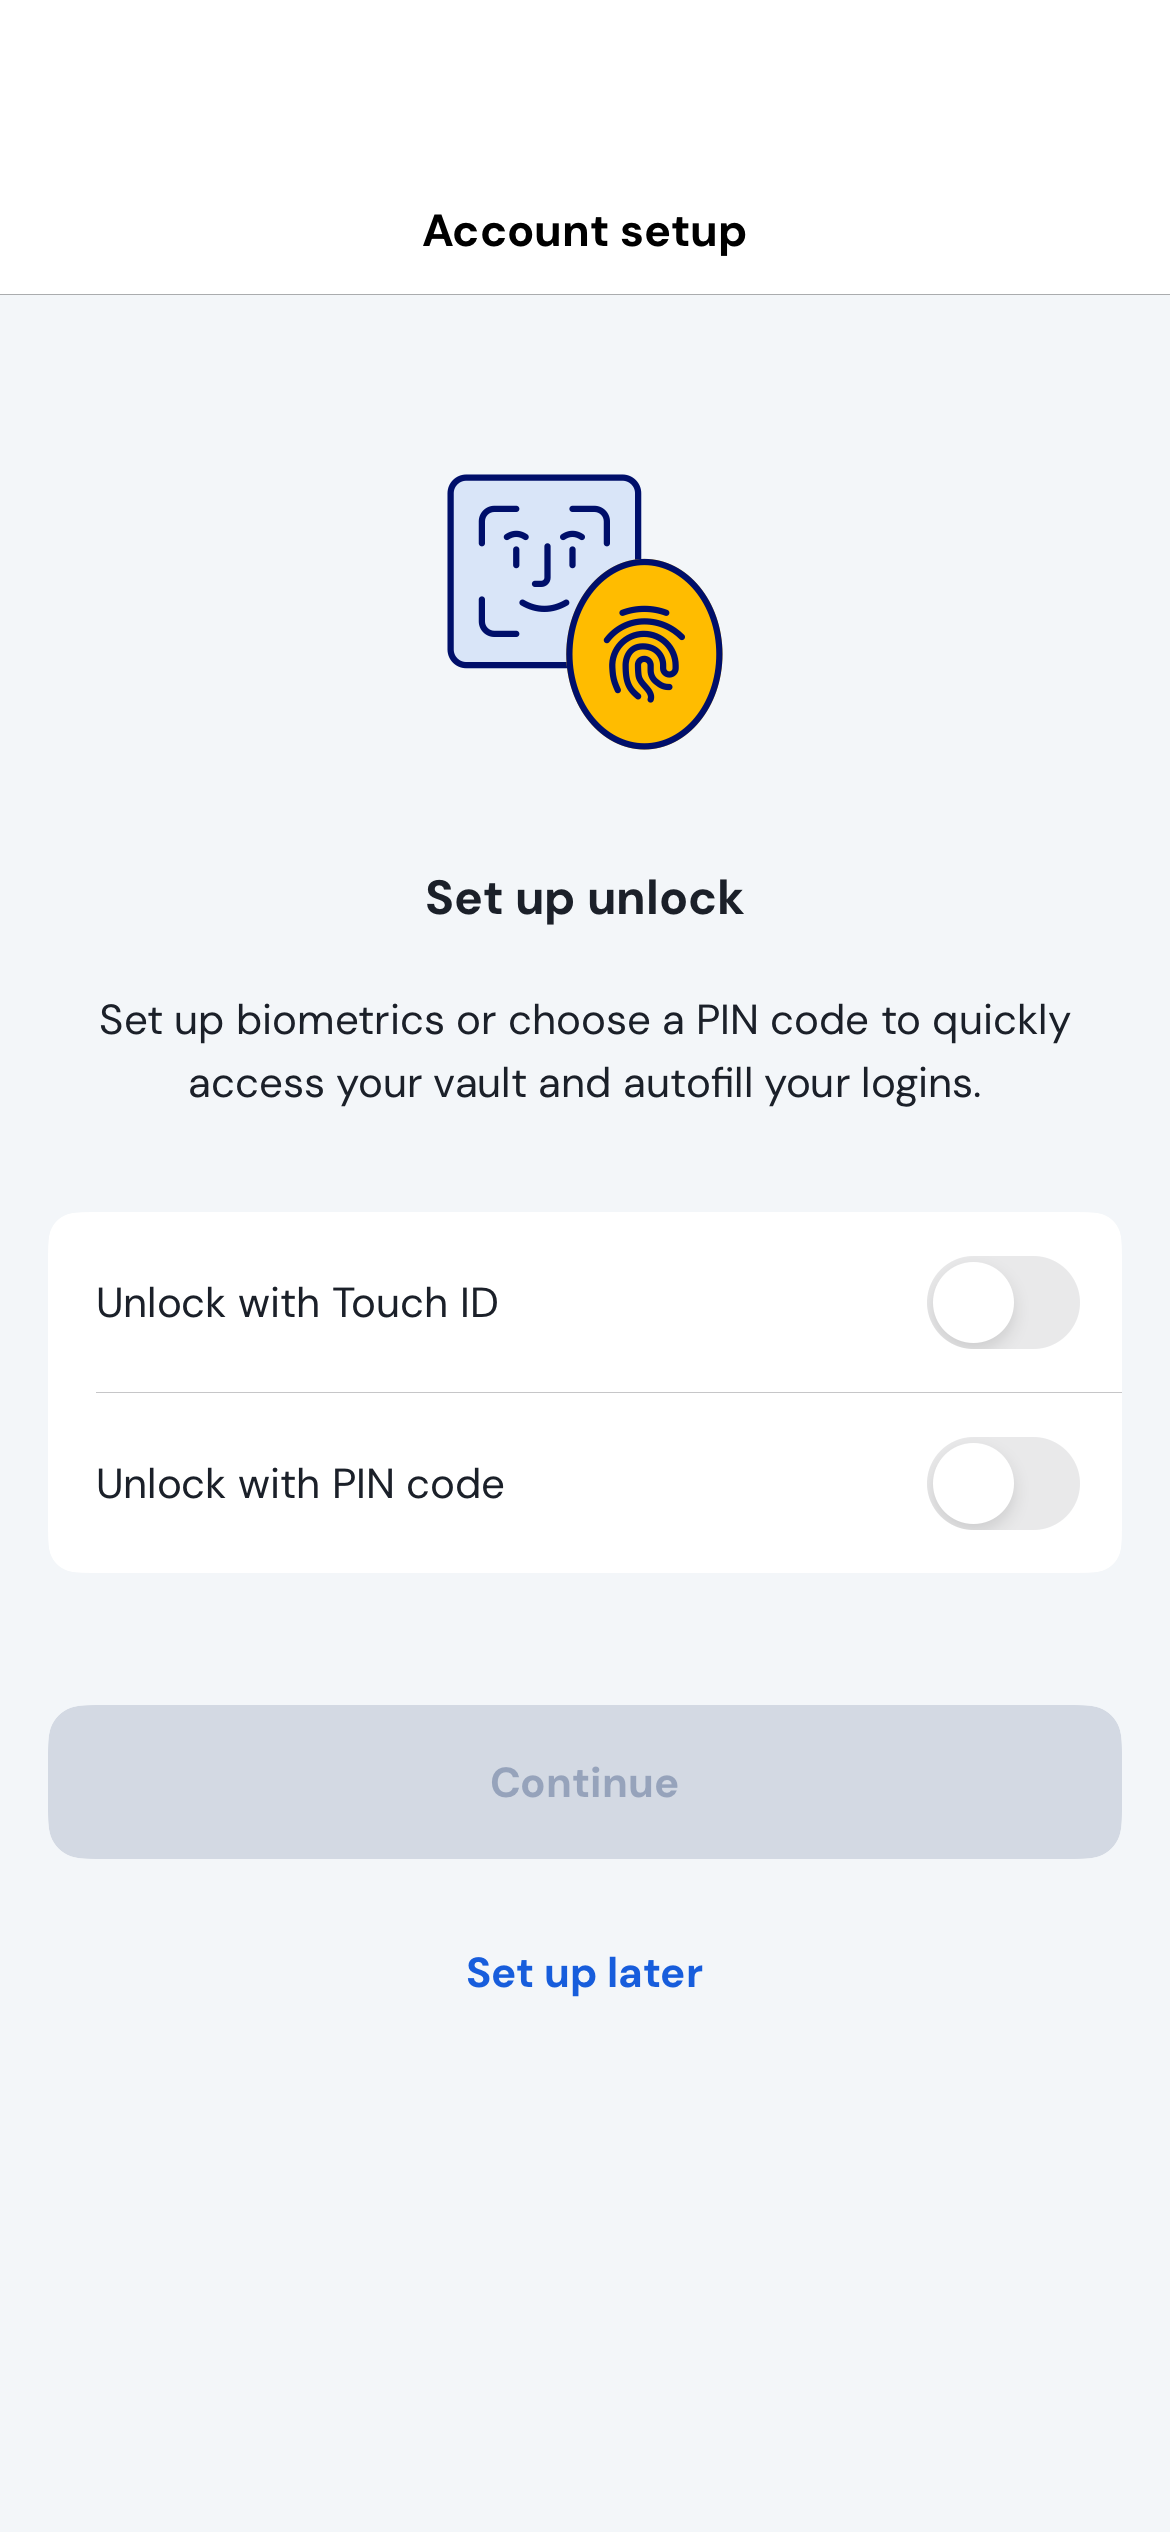 Account setup
Set up unlock
Set up biometrics or choose a PIN code to quickly
access your vault and autofill your logins.
Unlock with Touch ID
Unlock with PIN code
Continue
Set up later